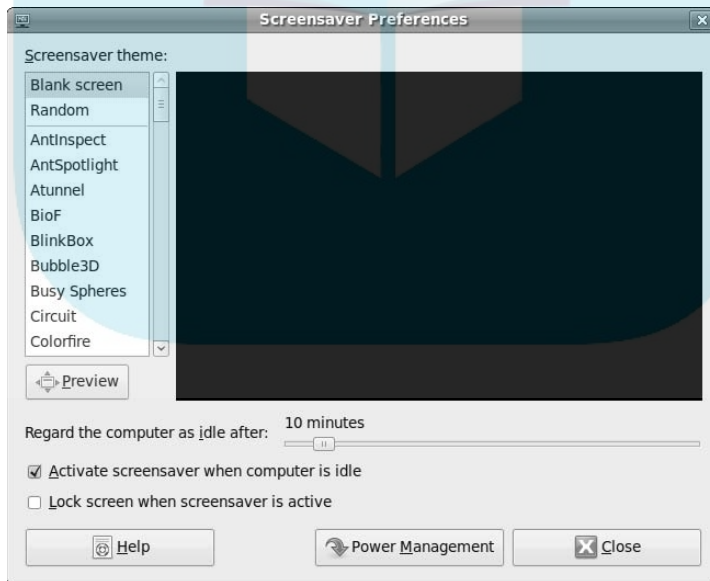 Screensaver Preferences
Screensaver theme:
Blank screen
Random
AntInspect
AntSpotlight
Atunnel
BioF
BlinkBox
Bubble3D
Busy Spheres
Circuit
Colorfire
Preview
Regard the computer as idle after:
10 minutes
Activate screensaver when computer is idle
Lock screen when screensaver is active
Help
Power Management
Close